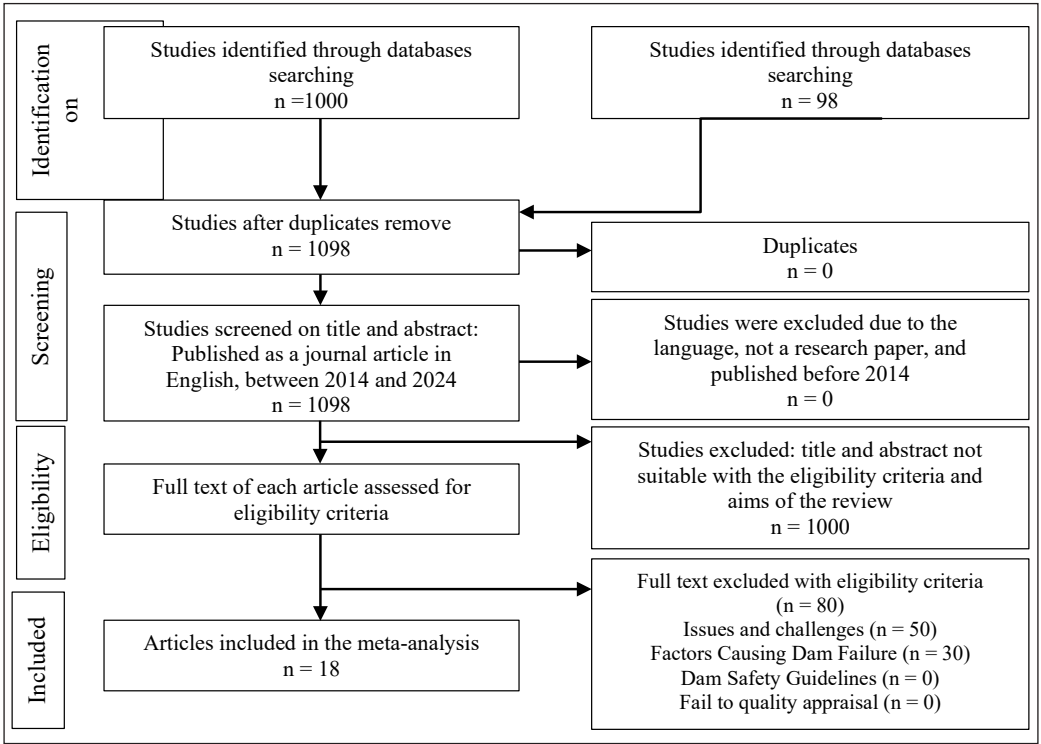 Identification
on
Studies identified through databases
searching
n =1000
Studies identified through databases
searching
n = 98
Screening
Studies after duplicates remove
n = 1098
Duplicates
n = 0
Studies screened on title and abstract:
Published as a journal article in
English, between 2014 and 2024
n = 1098
Studies were excluded due to the
language, not a research paper, and
published before 2014
n = 0
Eligibility
Full text of each article assessed for
eligibility criteria
Studies excluded: title and abstract not
suitable with the eligibility criteria and
aims of the review
n = 1000
Included
Articles included in the meta-analysis
n = 18
Full text excluded with eligibility criteria
(n = 80)
Issues and challenges (n = 50)
Factors Causing Dam Failure (n = 30)
Dam Safety Guidelines (n = 0)
Fail to quality appraisal (n = 0)